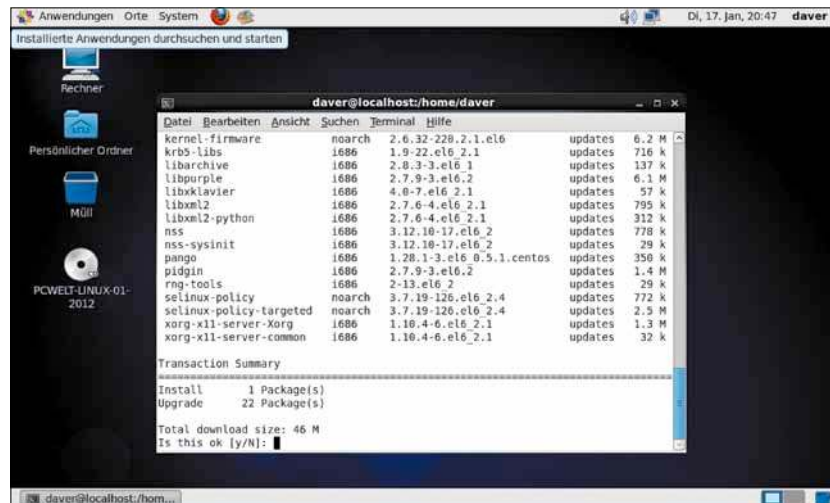 Anwendungen Orte System Di, 17. Jan, 20:47 daver
Installierte Anwendungen durchsuchen und starten
Rechner
Persönlicher Ordner
Müll
PCWELT-LINUX-01-
2012
daver@localhost:/home/daver
Datei Bearbeiten Ansicht Suchen Terminal Hilfe
kernel-firmware noarch 2.6.32-220.2.1.el6 updates 6.2 M
krb5-libs i686 1.9-22.el6_2.1 updates 716 k
libarchive i686 2.8.3-3.el6_1 updates 137 k
libpurple i686 2.7.9-3.el6.2 updates 6.1 M
libxklavier i686 4.0-7.el6_2.1 updates 57 k
libxml2 i686 2.7.6-4.el6_2.1 updates 795 k
libxml2-python i686 2.7.6-4.el6_2.1 updates 312 k
nss i686 3.12.10-17.el6_2 updates 778 k
nss-sysinit i686 3.12.10-17.el6_2 updates 29 k
pango i686 1.28.1-3.el6_0.5.1.centos updates 350 k
pidgin i686 2.7.9-3.el6.2 updates 1.4 M
rng-tools i686 2-13.el6_2 updates 29 k
selinux-policy noarch 3.7.19-126.el6_2.4 updates 772 k
selinux-policy-targeted noarch 3.7.19-126.el6_2.4 updates 2.5 M
xorg-x11-server-Xorg i686 1.10.4-6.el6_2.1 updates 1.3 M
xorg-x11-server-common i686 1.10.4-6.el6_2.1 updates 32 k
Transaction Summary
================================================================================
Install 1 Package(s)
Upgrade 22 Package(s)
Total download size: 46 M
Is this ok [y/N]:
daver@localhost:/hom...